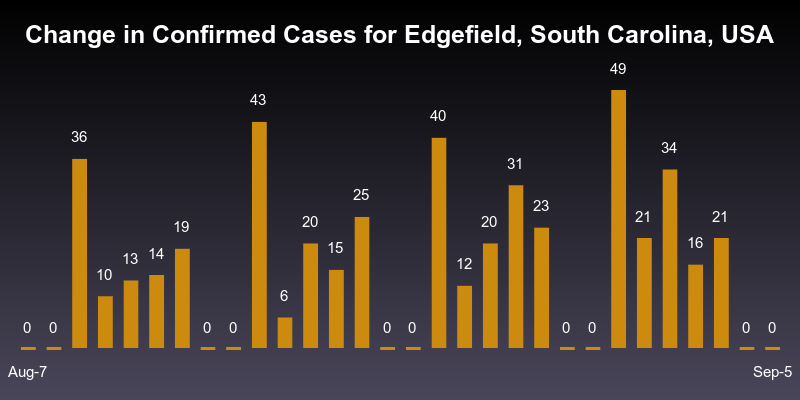 Change in Confirmed Cases for Edgefield, South Carolina, USA
0 0 36 10 13 14 19 0 0 43 6 20 15 25 0 0 40 12 20 31 23 0 0 49 21 34 16 21 0 0
Aug-7 Sep-5